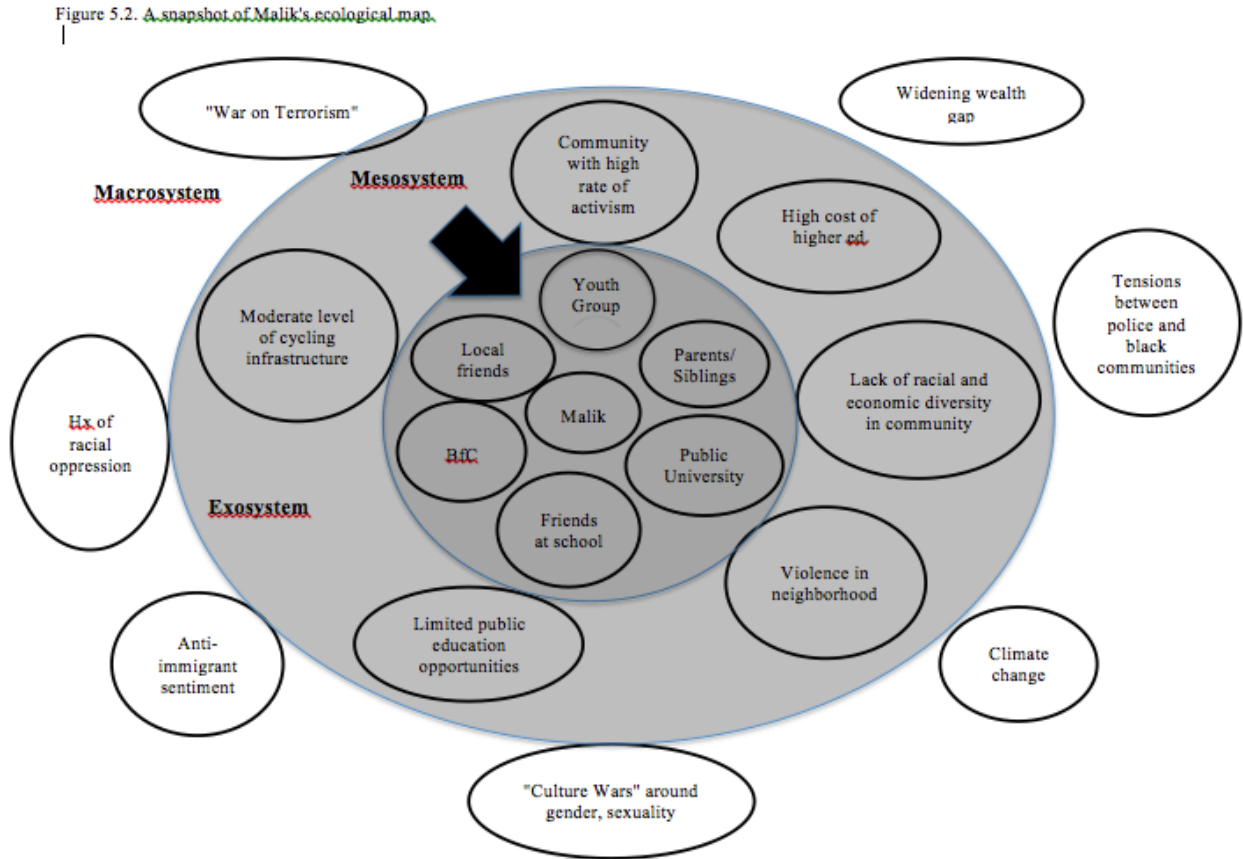 Figure 5.2. A snapshot of Malik's ecological map.
"War on Terrorism"
Widening wealth
gap
Macrosystem
Mesosystem
Community
with high
rate of
activism
High cost of
higher ed.
Tensions
between
police and
black
communities
Moderate level
of cycling
infrastructure
Youth
Group
Local
friends
Parents/
Siblings
Malik
Lack of racial and
economic diversity
in community
Hx of
racial
oppression
BfC
Public
University
Exosystem
Friends
at school
Violence in
neighborhood
Limited public
education
opportunities
Anti-
immigrant
sentiment
Climate
change
"Culture Wars" around
gender, sexuality